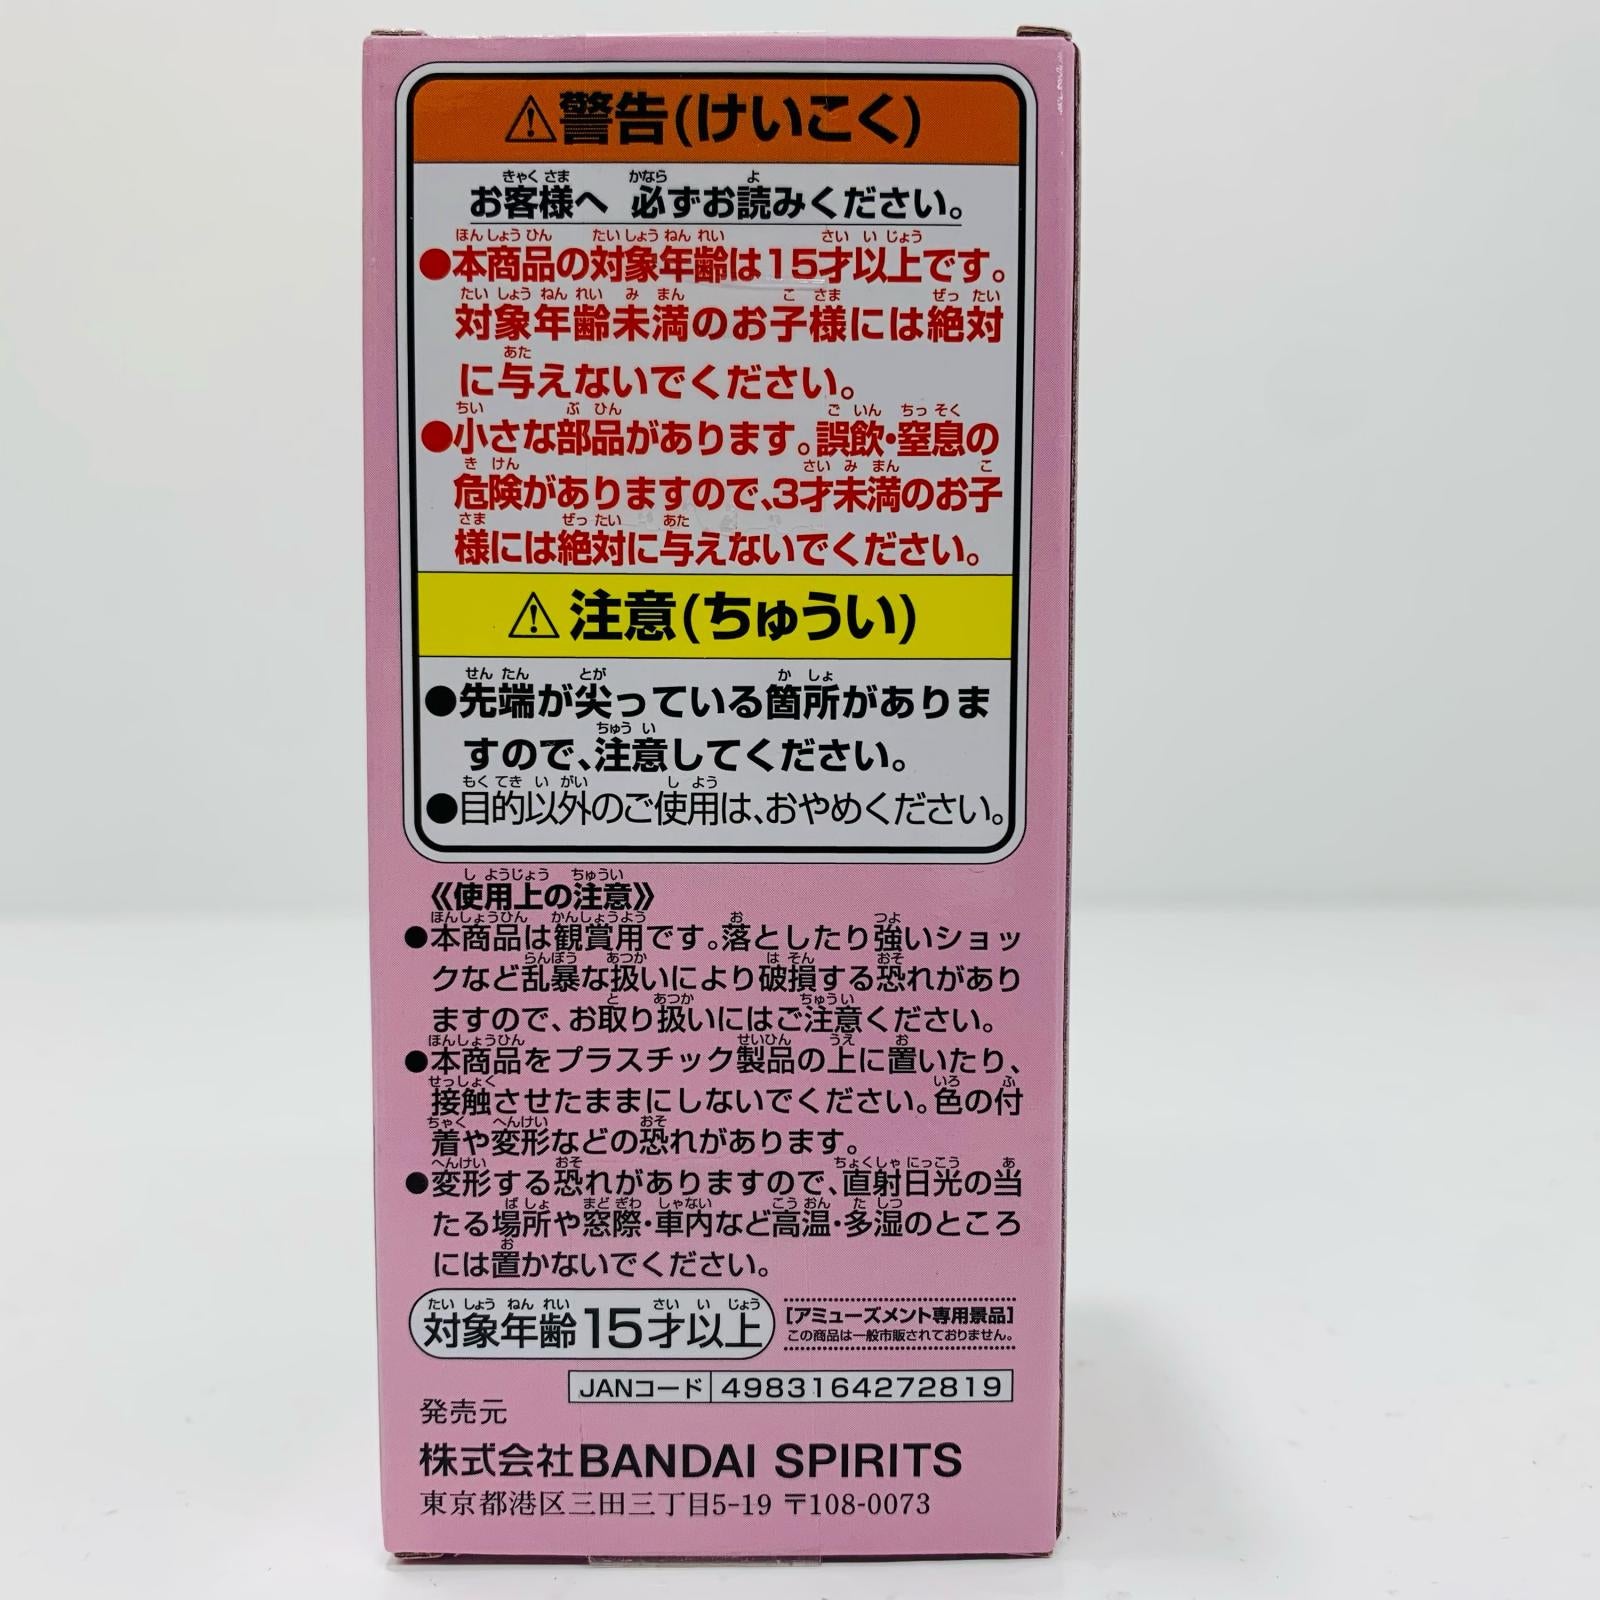 ⚠警告(けいこく)
お客様へ 必ずお読みください。
●本商品の対象年齢は15才以上です。
対象年齢未満のお子様には絶対
に与えないでください。
●小さな部品があります。誤飲・窒息の
危険がありますので、3才未満のお子
様には絶対に与えないでください。
⚠注意(ちゅうい)
●先端が尖っている箇所がありま
すので、注意してください。
●目的以外のご使用は、おやめください。
《使用上の注意》
●本商品は観賞用です。落としたり強いショッ
クなど乱暴な扱いにより破損する恐れがあり
ますので、お取り扱いにはご注意ください。
●本商品をプラスチック製品の上に置いたり、
接触させたままにしないでください。色の付
着や変形などの恐れがあります。
●変形する恐れがありますので、直射日光の当
たる場所や窓際・車内など高温・多湿のところ
には置かないでください。
対象年齢15才以上
[アミューズメント専用景品]
この商品は一般市販されておりません。
JANコード 4983164272819
発売元
株式会社BANDAI SPIRITS
東京都港区三田三丁目5-19 〒108-0073